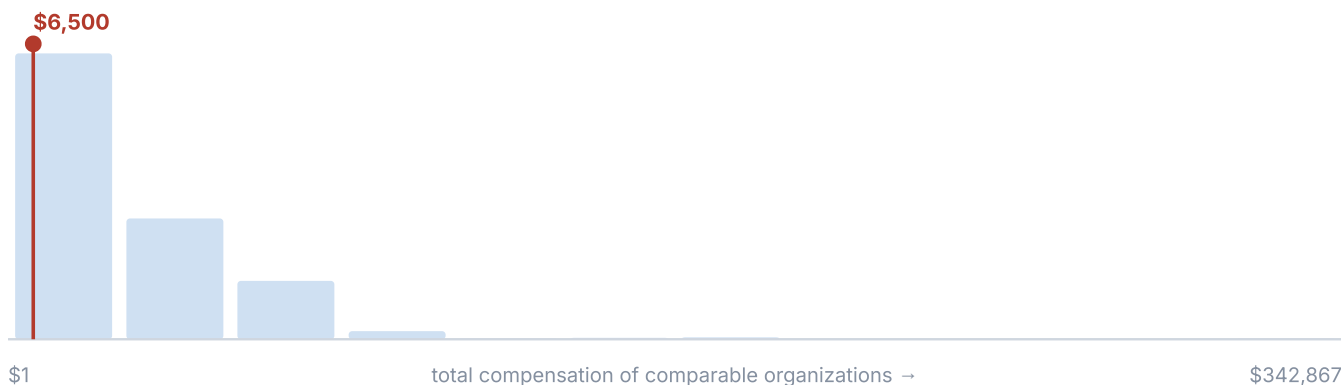 $6,500
$1
total compensation of comparable organizations →
$342,867